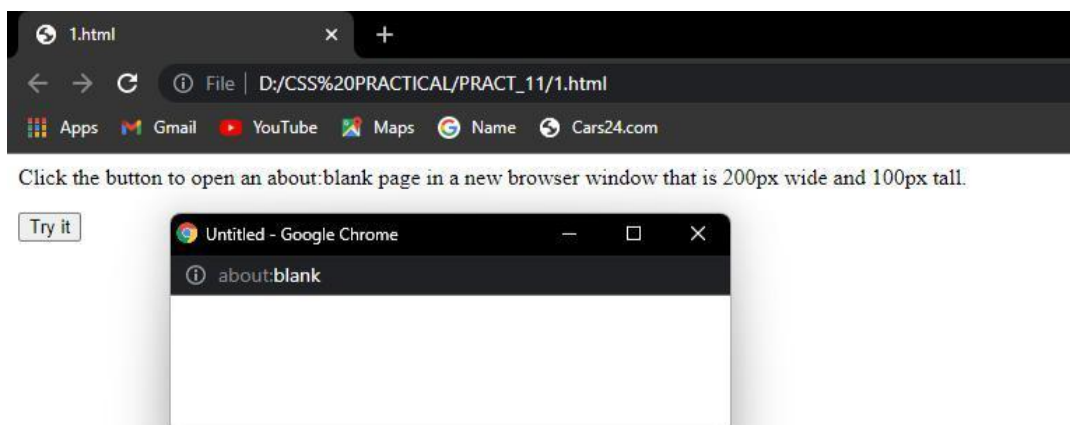 1.html
File | D:/CSS%20PRACTICAL/PRACT_11/1.html
Apps Gmail YouTube Maps Name Cars24.com
Click the button to open an about:blank page in a new browser window that is 200px wide and 100px tall.
Try it
Untitled - Google Chrome
about:blank